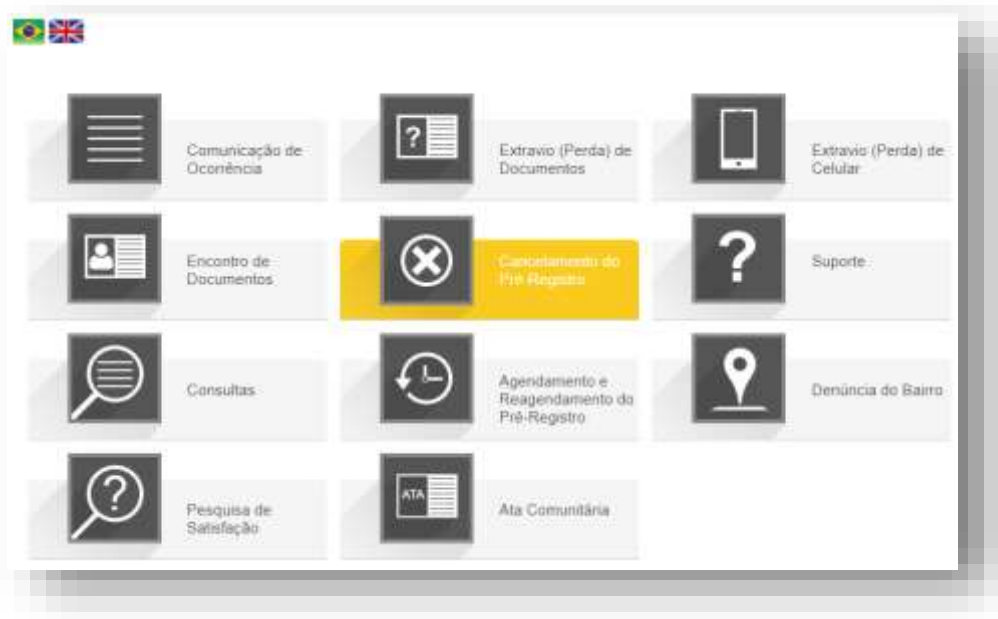 Comunicação de
Ocorrência
?
Extravio (Perda) de
Documentos
Extravio (Perda) de
Celular
Encontro de
Documentos
Cancelamento do
Pré-Registro
?
Suporte
Consultas
Agendamento e
Reagendamento do
Pré-Registro
Denúncia do Bairro
?
Pesquisa de
Satisfação
ATA
Ata Comunitária